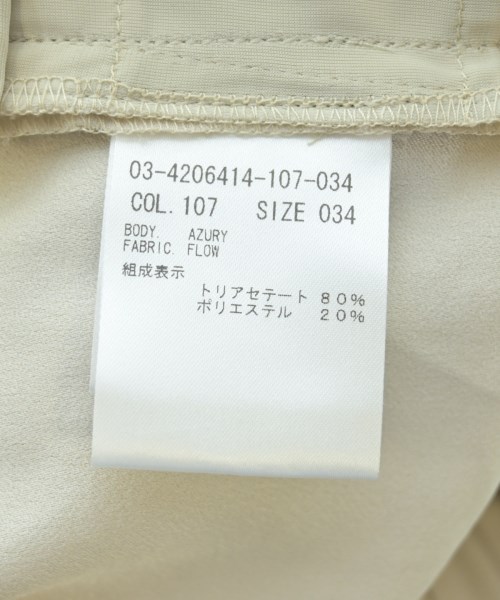 03-4206414-107-034
COL. 107 SIZE 034
BODY. AZURY
FABRIC. FLOW
組成表示
トリアセテート 80%
ポリエステル 20%